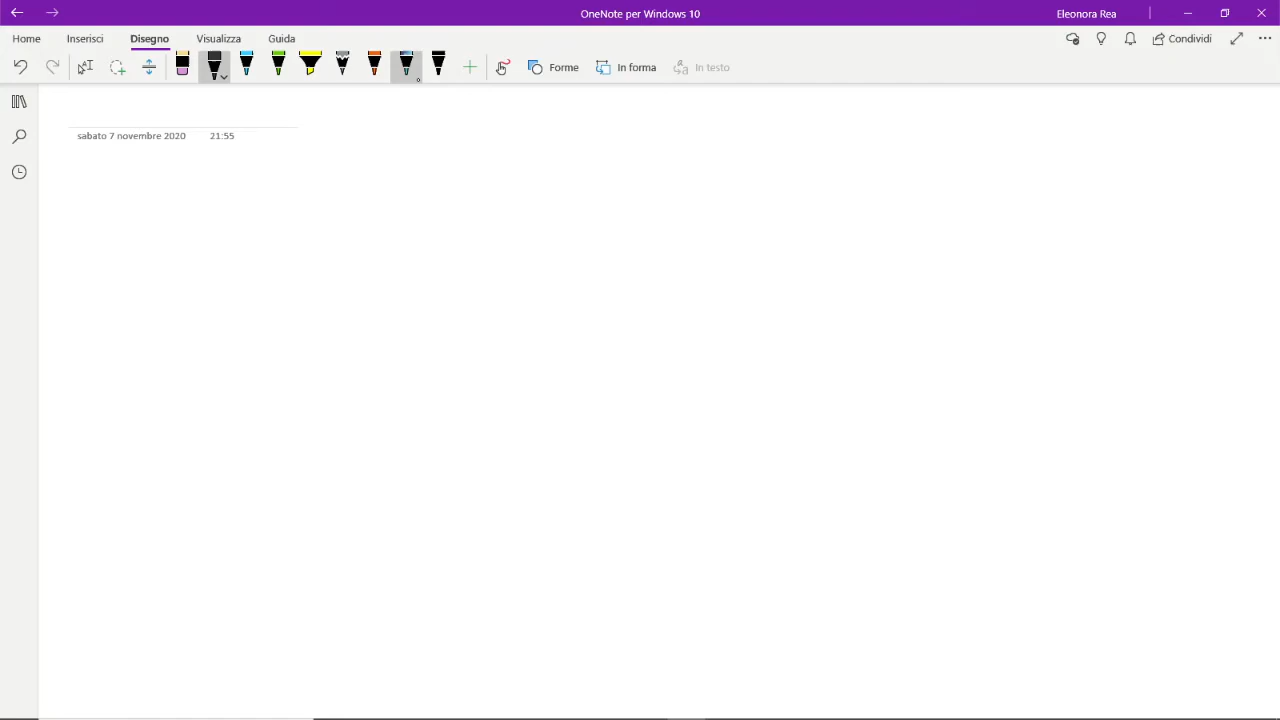 OneNote per Windows 10
Eleonora Rea
Home Inserisci Disegno Visualizza Guida
Condividi
Forme In forma In testo
sabato 7 novembre 2020 21:55